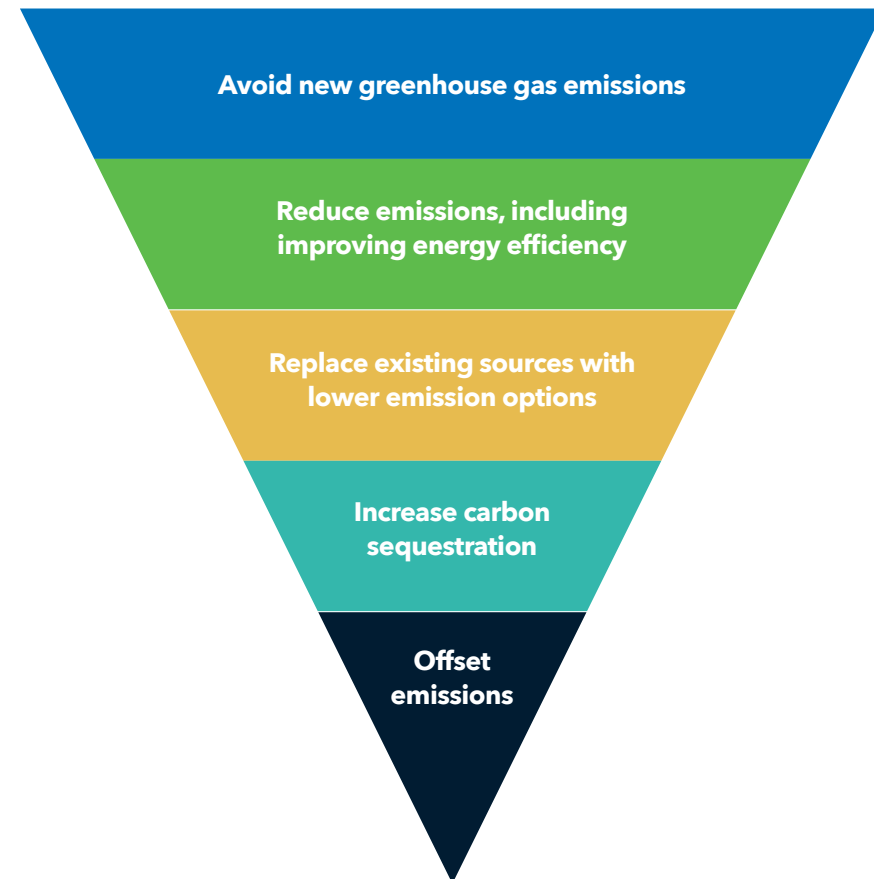 Avoid new greenhouse gas emissions
Reduce emissions, including
improving energy efficiency
Replace existing sources with
lower emission options
Increase carbon
sequestration
Offset
emissions